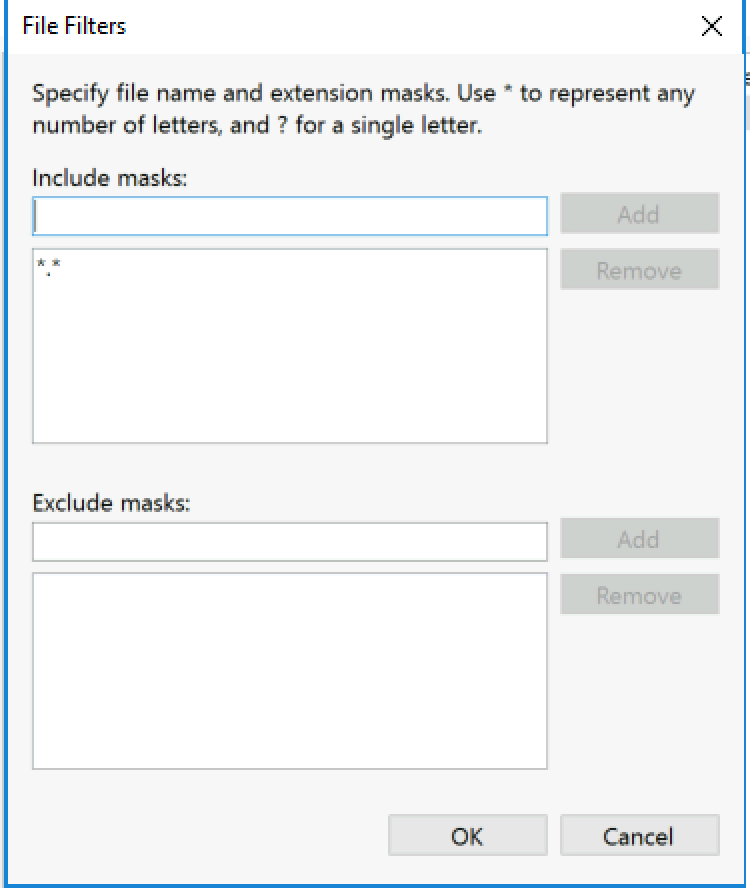 File Filters
Specify file name and extension masks. Use * to represent any
number of letters, and ? for a single letter.
Include masks:
Add
*.*
Remove
Exclude masks:
Add
Remove
OK
Cancel